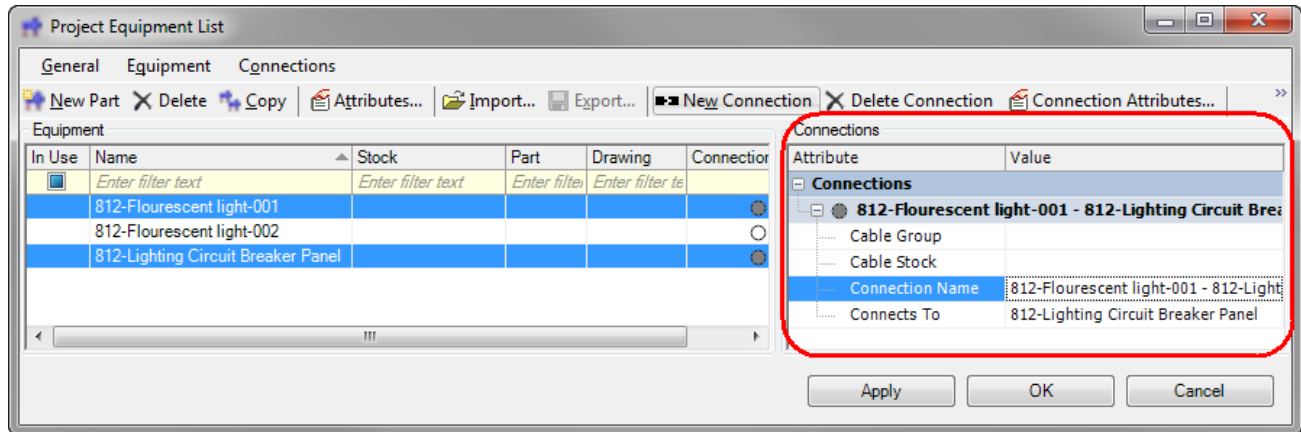 Project Equipment List
General Equipment Connections
New Part Delete Copy Attributes... Import... Export... New Connection Delete Connection Connection Attributes... »
Equipment
In Use Name Stock Part Drawing Connection
Enter filter text Enter filter text Enter filte Enter filter te
812-Flourescent light-001
812-Flourescent light-002
812-Lighting Circuit Breaker Panel
Connections
Attribute Value
Connections
812-Flourescent light-001 - 812-Lighting Circuit Brea
Cable Group
Cable Stock
Connection Name 812-Flourescent light-001 - 812-Light
Connects To 812-Lighting Circuit Breaker Panel
Apply OK Cancel